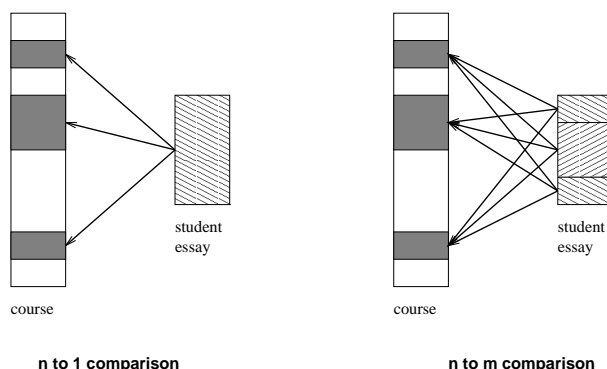 student
essay
course
n to 1 comparison
student
essay
course
n to m comparison